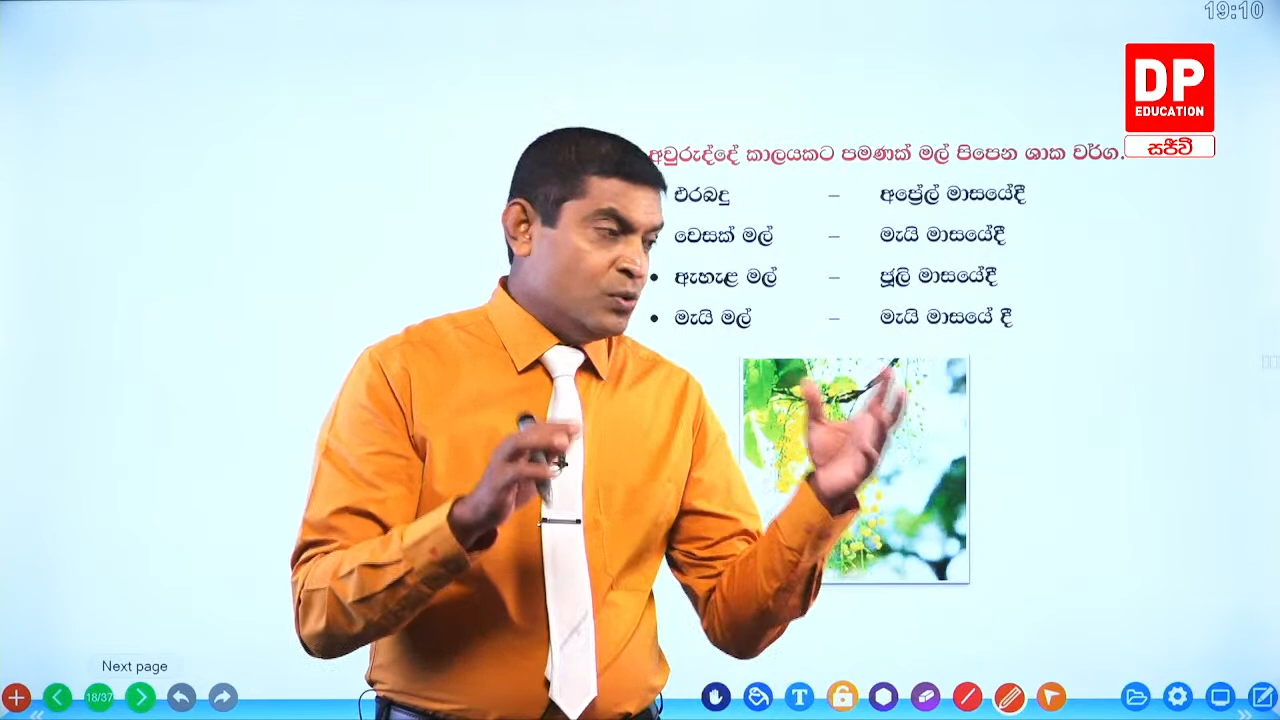 19:10
DP
EDUCATION
සජීවී
අවුරුද්දේ කාලයකට පමණක් මල් පිපෙන ශාක වර්ග.
එරබදු – අප්‍රේල් මාසයේදී
වෙසක් මල් – මැයි මාසයේදී
• ඇහැළ මල් – ජූලි මාසයේදී
• මැයි මල් – මැයි මාසයේ දී
Next page
18/37